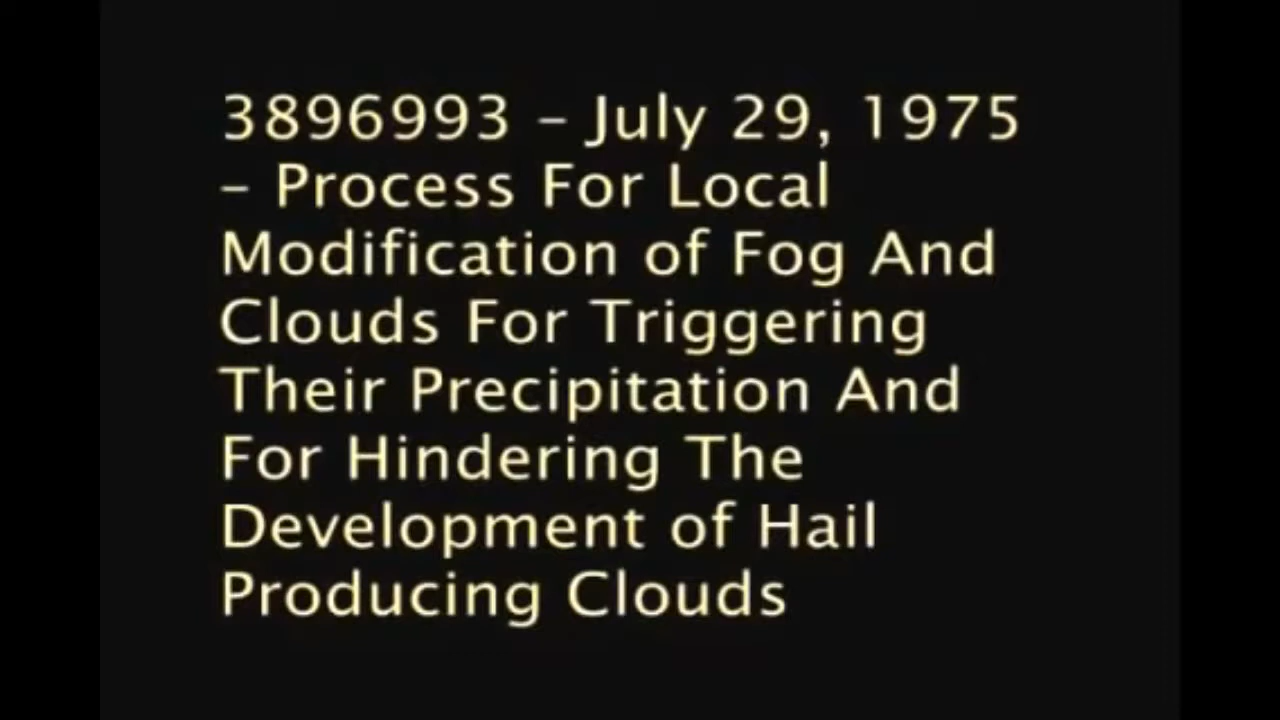 3896993 – July 29, 1975
– Process For Local
Modification of Fog And
Clouds For Triggering
Their Precipitation And
For Hindering The
Development of Hail
Producing Clouds